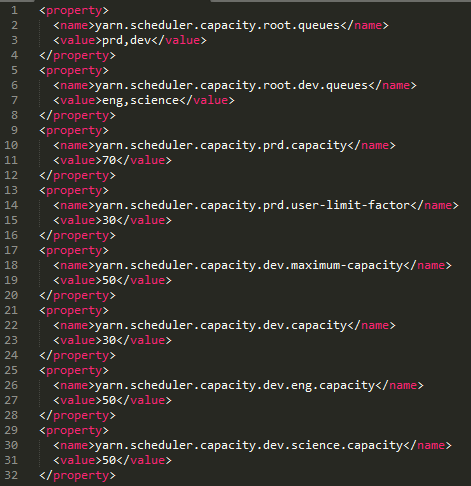 1 <property>
2 <name>yarn.scheduler.capacity.root.queues</name>
3 <value>prd,dev</value>
4 </property>
5 <property>
6 <name>yarn.scheduler.capacity.root.dev.queues</name>
7 <value>eng,science</value>
8 </property>
9 <property>
10 <name>yarn.scheduler.capacity.prd.capacity</name>
11 <value>70</value>
12 </property>
13 <property>
14 <name>yarn.scheduler.capacity.prd.user-limit-factor</name>
15 <value>30</value>
16 </property>
17 <property>
18 <name>yarn.scheduler.capacity.dev.maximum-capacity</name>
19 <value>50</value>
20 </property>
21 <property>
22 <name>yarn.scheduler.capacity.dev.capacity</name>
23 <value>30</value>
24 </property>
25 <property>
26 <name>yarn.scheduler.capacity.dev.eng.capacity</name>
27 <value>50</value>
28 </property>
29 <property>
30 <name>yarn.scheduler.capacity.dev.science.capacity</name>
31 <value>50</value>
32 </property>